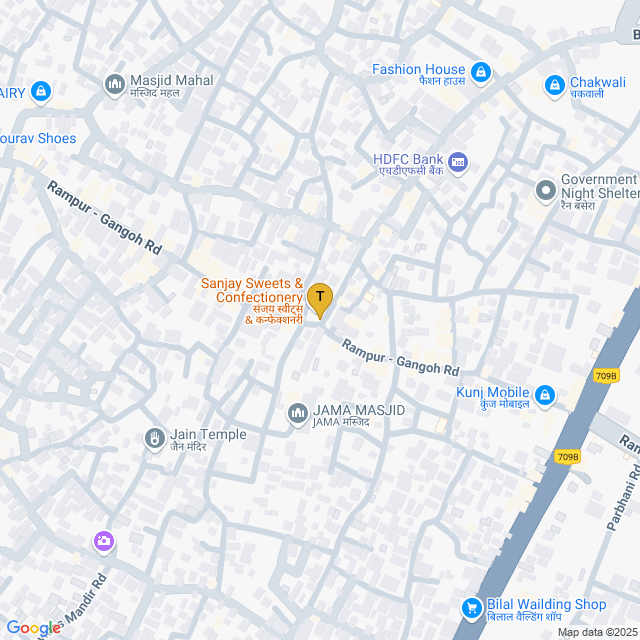 B
Fashion House
फैशन हाउस
Chakwali
चकवाली
Masjid Mahal
मस्जिद महल
AIRY
ourav Shoes
HDFC Bank
एचडीएफसी बैंक
Government
Night Shelter
रैन बसेरा
Rampur - Gangoh Rd
Sanjay Sweets &
Confectionery
संजय स्वीट्स
& कन्फेक्शनरी
T
Rampur - Gangoh Rd
709B
Kunj Mobile
कुंज मोबाइल
JAMA MASJID
JAMA मस्जिद
Jain Temple
जैन मंदिर
Ram
709B
Parbhani Rd
s Mandir Rd
Bilal Wailding Shop
बिलाल वैल्डिंग शॉप
Google
Map data ©2025